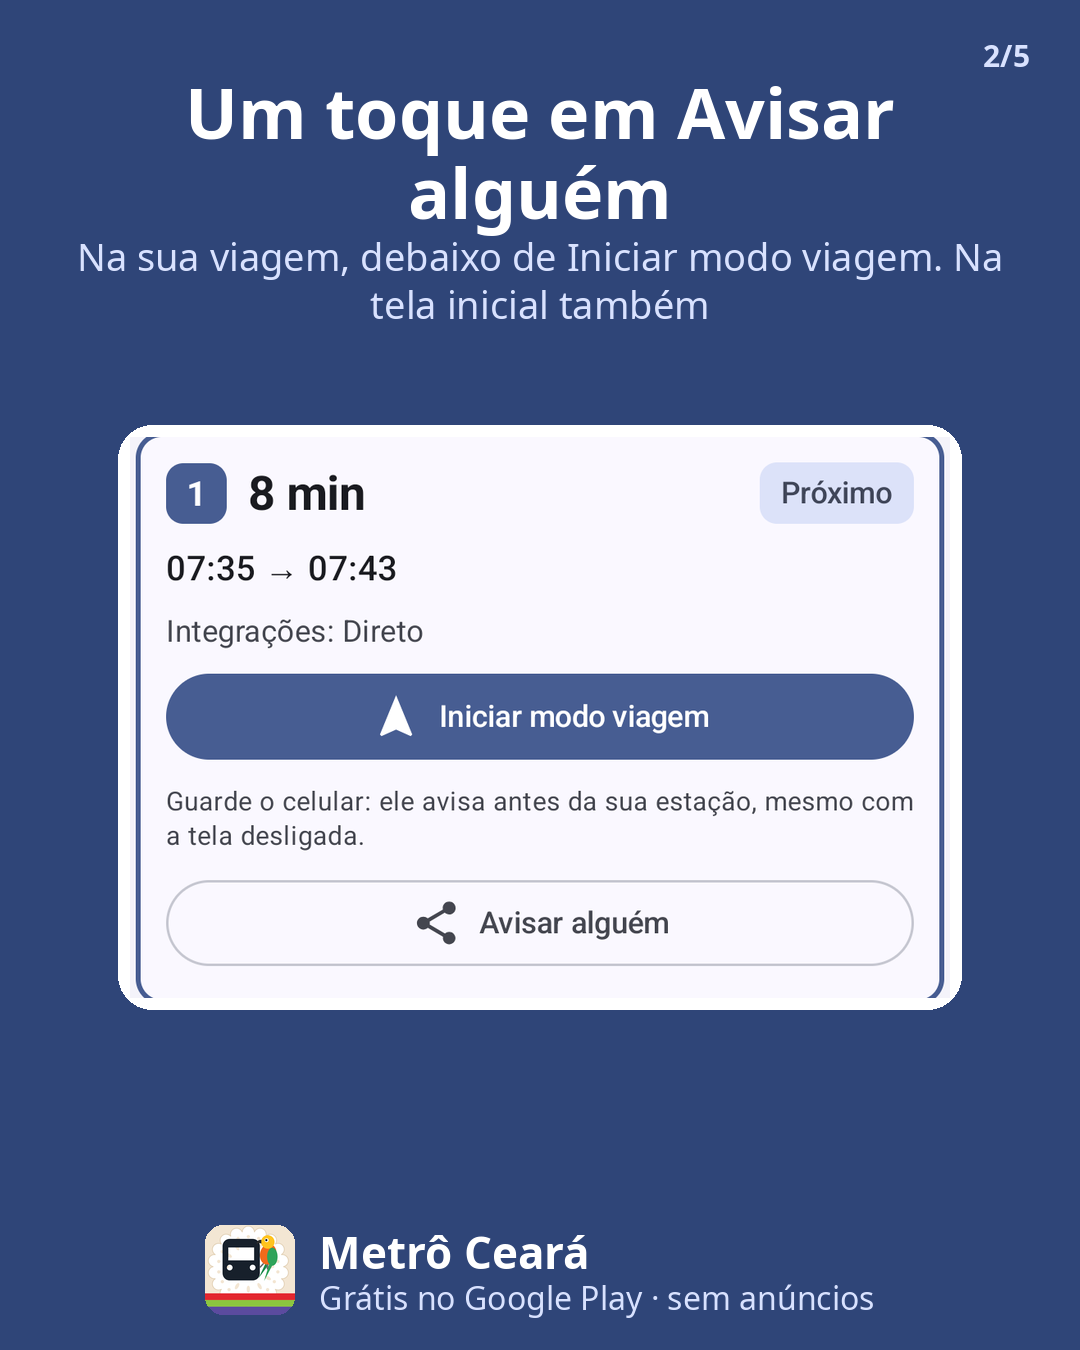 2/5
Um toque em Avisar
alguém
Na sua viagem, debaixo de Iniciar modo viagem. Na
tela inicial também
1 8 min Próximo
07:35 → 07:43
Integrações: Direto
Iniciar modo viagem
Guarde o celular: ele avisa antes da sua estação, mesmo com
a tela desligada.
Avisar alguém
Metrô Ceará
Grátis no Google Play · sem anúncios